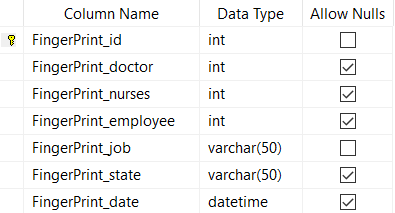 Column Name Data Type Allow Nulls
FingerPrint_id int
FingerPrint_doctor int
FingerPrint_nurses int
FingerPrint_employee int
FingerPrint_job varchar(50)
FingerPrint_state varchar(50)
FingerPrint_date datetime